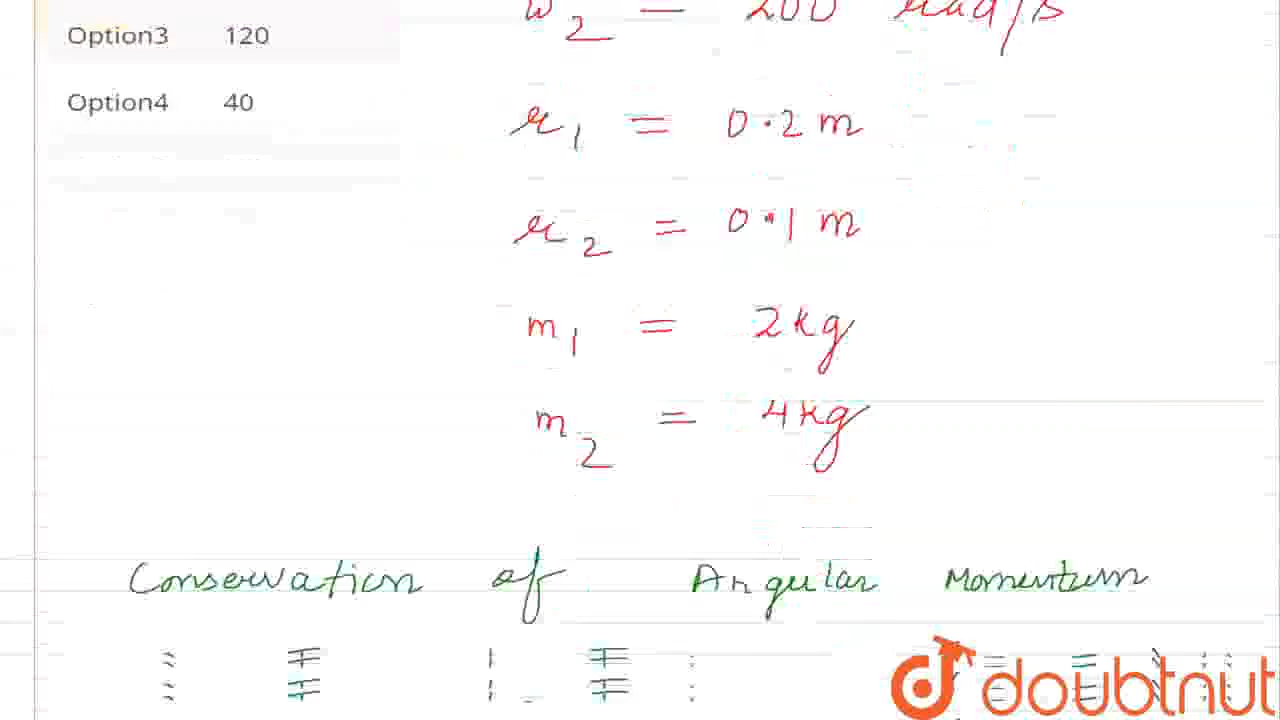 ω2 = 200 rad/s
Option3 120
Option4 40
r1 = 0.2 m
r2 = 0.1 m
m1 = 2kg
m2 = 4kg
Conservation of Angular Momentum
doubtnut